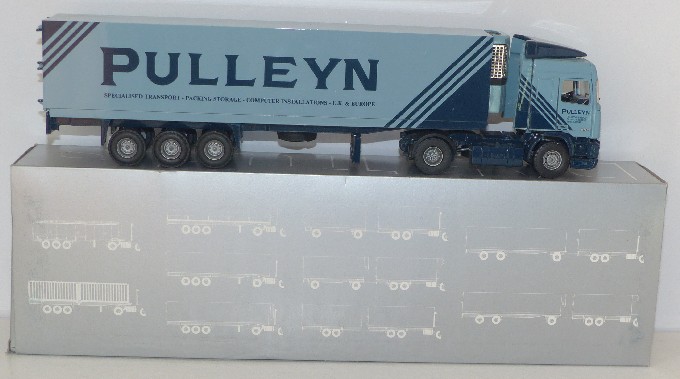 PULLEYN
SPECIALISED TRANSPORT - PACKING STORAGE - COMPUTER INSTALLATIONS - U.K & EUROPE
PULLEYN